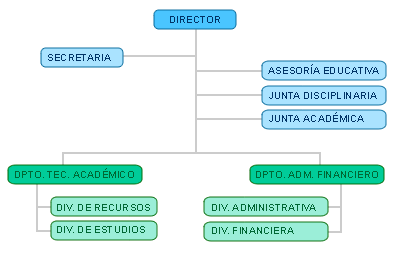 DIRECTOR
SECRETARIA
ASESORÍA EDUCATIVA
JUNTA DISCIPLINARIA
JUNTA ACADÉMICA
DPTO. TEC. ACADÉMICO
DPTO. ADM. FINANCIERO
DIV. DE RECURSOS
DIV. DE ESTUDIOS
DIV. ADMINISTRATIVA
DIV. FINANCIERA